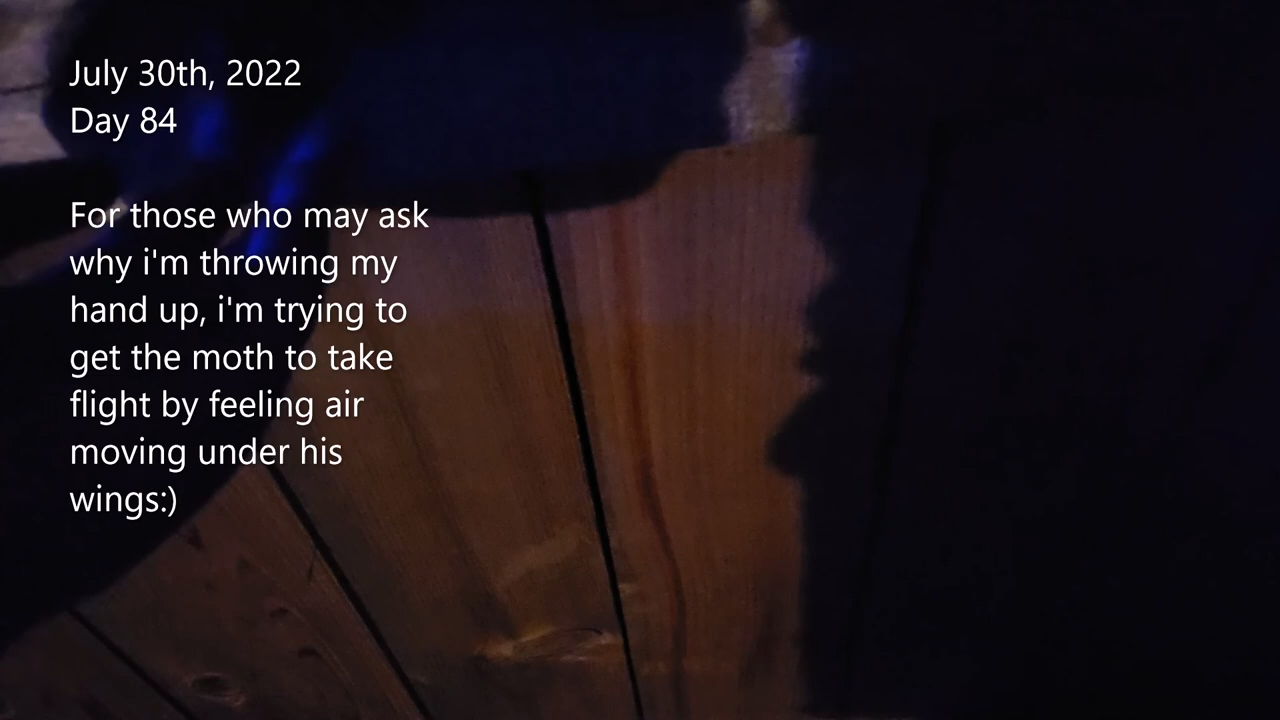 July 30th, 2022
Day 84
For those who may ask
why i'm throwing my
hand up, i'm trying to
get the moth to take
flight by feeling air
moving under his
wings:)